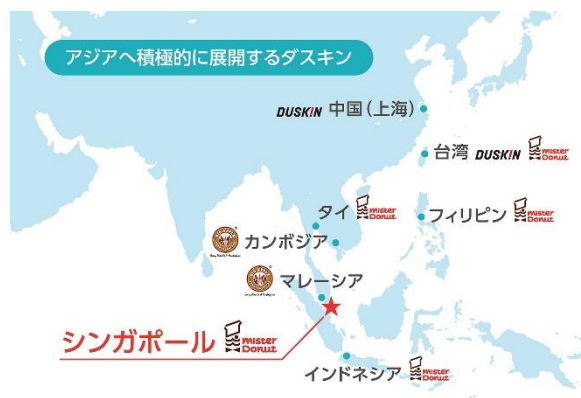 アジアへ積極的に展開するダスキン
DUSKIN 中国(上海)
台湾 DUSKIN mister Donut
タイ mister Donut
フィリピン mister Donut
カンボジア
マレーシア
シンガポール mister Donut
インドネシア mister Donut